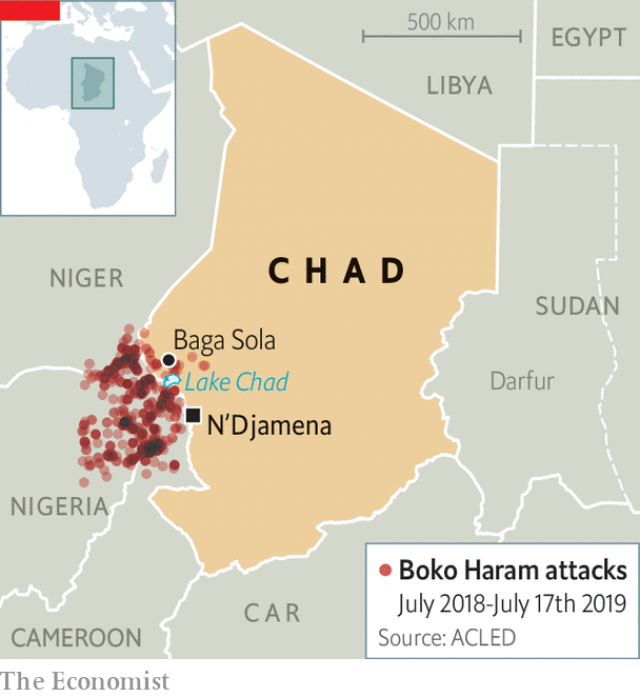 500 km
EGYPT
LIBYA
CHAD
NIGER
SUDAN
Baga Sola
Lake Chad
Darfur
N'Djamena
NIGERIA
Boko Haram attacks
July 2018-July 17th 2019
CAR
CAMEROON
Source: ACLED
The Economist